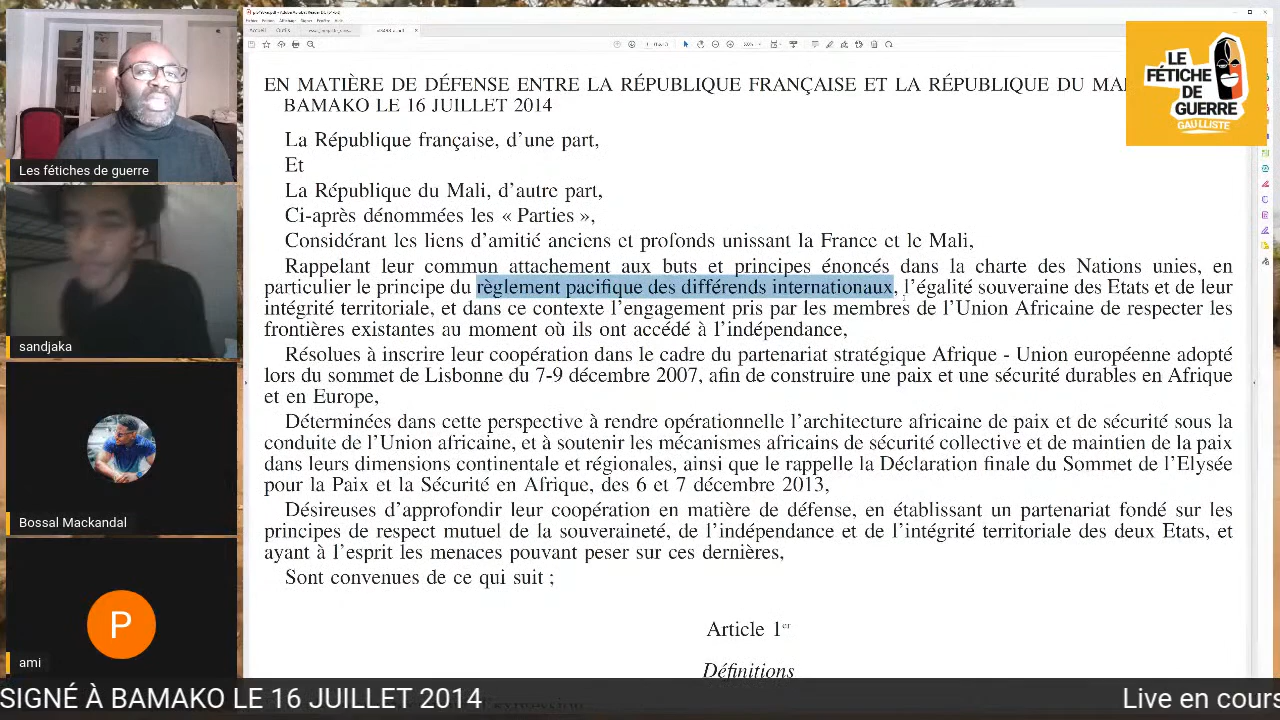 Accueil Outils
LE
FÉTICHE
DE
GUERRE
GAULLISTE
EN MATIÈRE DE DÉFENSE ENTRE LA RÉPUBLIQUE FRANÇAISE ET LA RÉPUBLIQUE DU
BAMAKO LE 16 JUILLET 2014
La République française, d’une part,
Et
La République du Mali, d’autre part,
Ci-après dénommées les « Parties »,
Considérant les liens d’amitié anciens et profonds unissant la France et le Mali,
Rappelant leur commun attachement aux buts et principes énoncés dans la charte des Nations unies, en
particulier le principe du règlement pacifique des différends internationaux, l’égalité souveraine des Etats et de leur
intégrité territoriale, et dans ce contexte l’engagement pris par les membres de l’Union Africaine de respecter les
frontières existantes au moment où ils ont accédé à l’indépendance,
Résolues à inscrire leur coopération dans le cadre du partenariat stratégique Afrique - Union européenne adopté
lors du sommet de Lisbonne du 7-9 décembre 2007, afin de construire une paix et une sécurité durables en Afrique
et en Europe,
Déterminées dans cette perspective à rendre opérationnelle l’architecture africaine de paix et de sécurité sous la
conduite de l’Union africaine, et à soutenir les mécanismes africains de sécurité collective et de maintien de la paix
dans leurs dimensions continentale et régionales, ainsi que le rappelle la Déclaration finale du Sommet de l’Elysée
pour la Paix et la Sécurité en Afrique, des 6 et 7 décembre 2013,
Désireuses d’approfondir leur coopération en matière de défense, en établissant un partenariat fondé sur les
principes de respect mutuel de la souveraineté, de l’indépendance et de l’intégrité territoriale des deux Etats, et
ayant à l’esprit les menaces pouvant peser sur ces dernières,
Sont convenues de ce qui suit ;
Article 1er
Définitions
Les fétiches de guerre
sandjaka
Bossal Mackandal
P
ami
SIGNÉ À BAMAKO LE 16 JUILLET 2014
Live en cours